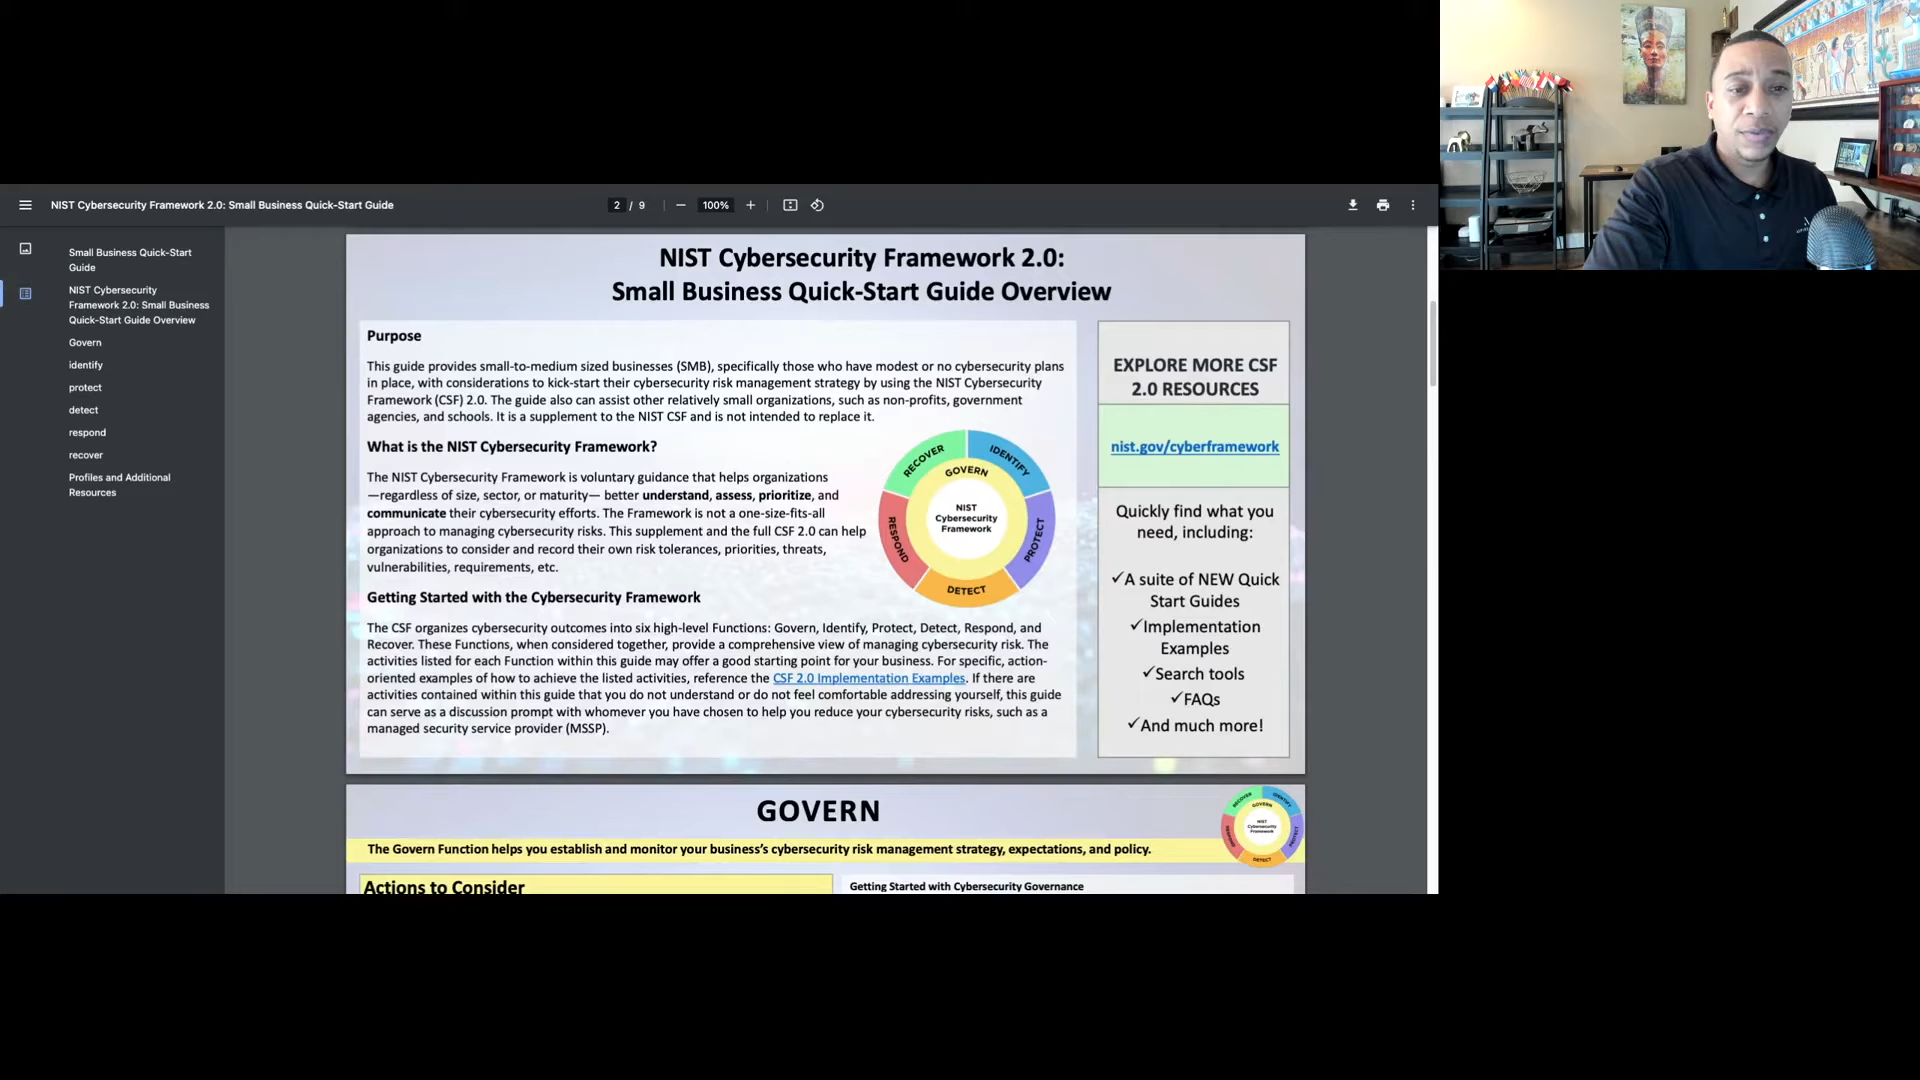 NIST Cybersecurity Framework 2.0: Small Business Quick-Start Guide
2 / 9
100%
Small Business Quick-Start
Guide
NIST Cybersecurity
Framework 2.0: Small Business
Quick-Start Guide Overview
Govern
identify
protect
detect
respond
recover
Profiles and Additional
Resources
NIST Cybersecurity Framework 2.0:
Small Business Quick-Start Guide Overview
Purpose
This guide provides small-to-medium sized businesses (SMB), specifically those who have modest or no cybersecurity plans
in place, with considerations to kick-start their cybersecurity risk management strategy by using the NIST Cybersecurity
Framework (CSF) 2.0. The guide also can assist other relatively small organizations, such as non-profits, government
agencies, and schools. It is a supplement to the NIST CSF and is not intended to replace it.
What is the NIST Cybersecurity Framework?
The NIST Cybersecurity Framework is voluntary guidance that helps organizations
—regardless of size, sector, or maturity— better understand, assess, prioritize, and
communicate their cybersecurity efforts. The Framework is not a one-size-fits-all
approach to managing cybersecurity risks. This supplement and the full CSF 2.0 can help
organizations to consider and record their own risk tolerances, priorities, threats,
vulnerabilities, requirements, etc.
RECOVER
IDENTIFY
GOVERN
NIST
Cybersecurity
Framework
RESPOND
PROTECT
DETECT
Getting Started with the Cybersecurity Framework
The CSF organizes cybersecurity outcomes into six high-level Functions: Govern, Identify, Protect, Detect, Respond, and
Recover. These Functions, when considered together, provide a comprehensive view of managing cybersecurity risk. The
activities listed for each Function within this guide may offer a good starting point for your business. For specific, action-
oriented examples of how to achieve the listed activities, reference the CSF 2.0 Implementation Examples. If there are
activities contained within this guide that you do not understand or do not feel comfortable addressing yourself, this guide
can serve as a discussion prompt with whomever you have chosen to help you reduce your cybersecurity risks, such as a
managed security service provider (MSSP).
EXPLORE MORE CSF
2.0 RESOURCES
nist.gov/cyberframework
Quickly find what you
need, including:
✓A suite of NEW Quick
Start Guides
✓Implementation
Examples
✓Search tools
✓FAQs
✓And much more!
GOVERN
RECOVER
IDENTIFY
GOVERN
NIST
Cybersecurity
Framework
RESPOND
PROTECT
DETECT
The Govern Function helps you establish and monitor your business's cybersecurity risk management strategy, expectations, and policy.
Actions to Consider
Getting Started with Cybersecurity Governance